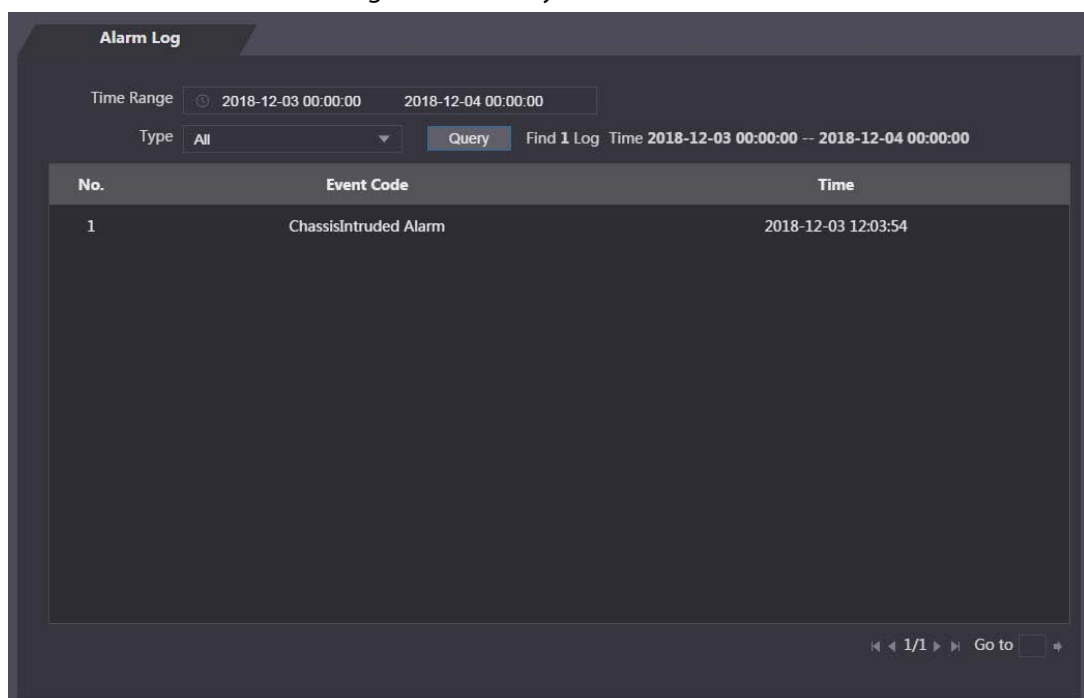 Alarm Log
Time Range 2018-12-03 00:00:00 2018-12-04 00:00:00
Type All Query Find 1 Log Time 2018-12-03 00:00:00 -- 2018-12-04 00:00:00
No. Event Code Time
1 ChassisIntruded Alarm 2018-12-03 12:03:54
1/1 Go to